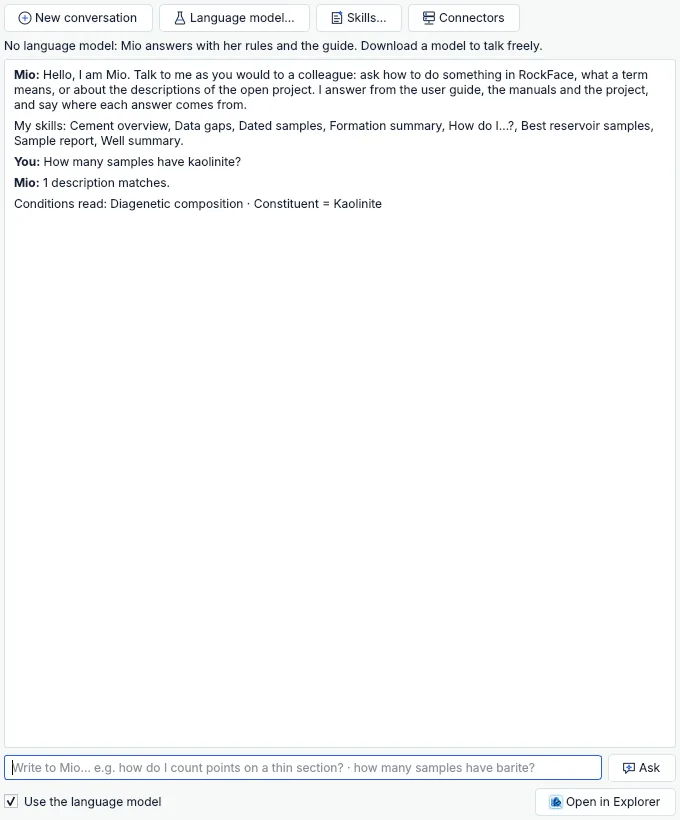 New conversation
Language model...
Skills...
Connectors
No language model: Mio answers with her rules and the guide. Download a model to talk freely.
Mio: Hello, I am Mio. Talk to me as you would to a colleague: ask how to do something in RockFace, what a term
means, or about the descriptions of the open project. I answer from the user guide, the manuals and the project,
and say where each answer comes from.
My skills: Cement overview, Data gaps, Dated samples, Formation summary, How do I...?, Best reservoir samples,
Sample report, Well summary.
You: How many samples have kaolinite?
Mio: 1 description matches.
Conditions read: Diagenetic composition · Constituent = Kaolinite
Write to Mio... e.g. how do I count points on a thin section? · how many samples have barite?
Ask
Use the language model
Open in Explorer